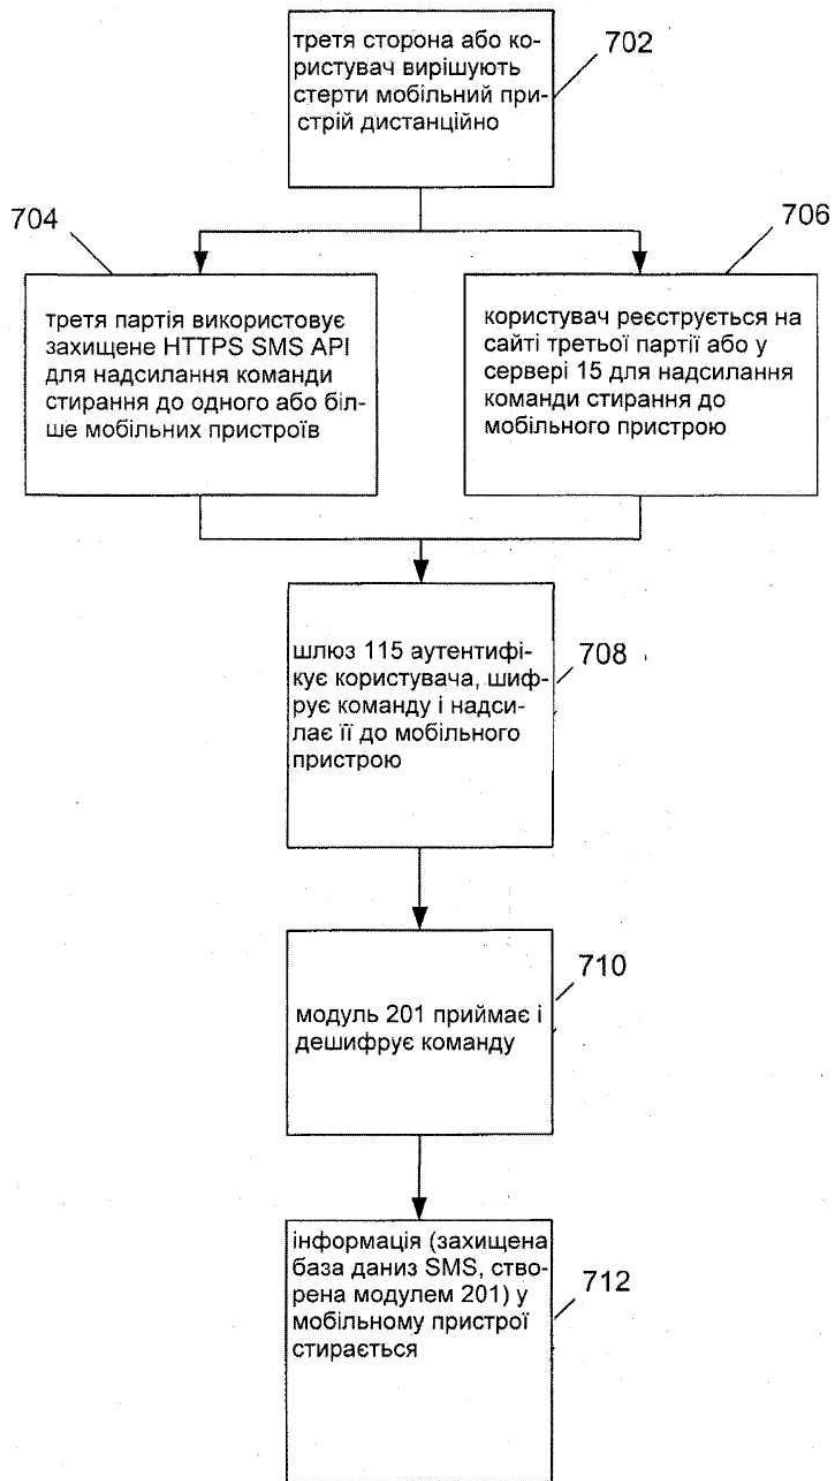 третя сторона або ко-
ристувач вирішують
стерти мобільний при-
стрій дистанційно
702
704
третя партія використовує
захищене HTTPS SMS API
для надсилання команди
стирання до одного або біл-
ше мобільних пристроїв
706
користувач реєструється на
сайті третьої партії або у
сервері 15 для надсилання
команди стирання до
мобільного пристрою
шлюз 115 аутентифі-
кує користувача, шиф-
рує команду і надси-
лає її до мобільного
пристрою
708
модуль 201 приймає і
дешифрує команду
710
інформація (захищена
база даниз SMS, ство-
рена модулем 201) у
мобільному пристрої
стирається
712